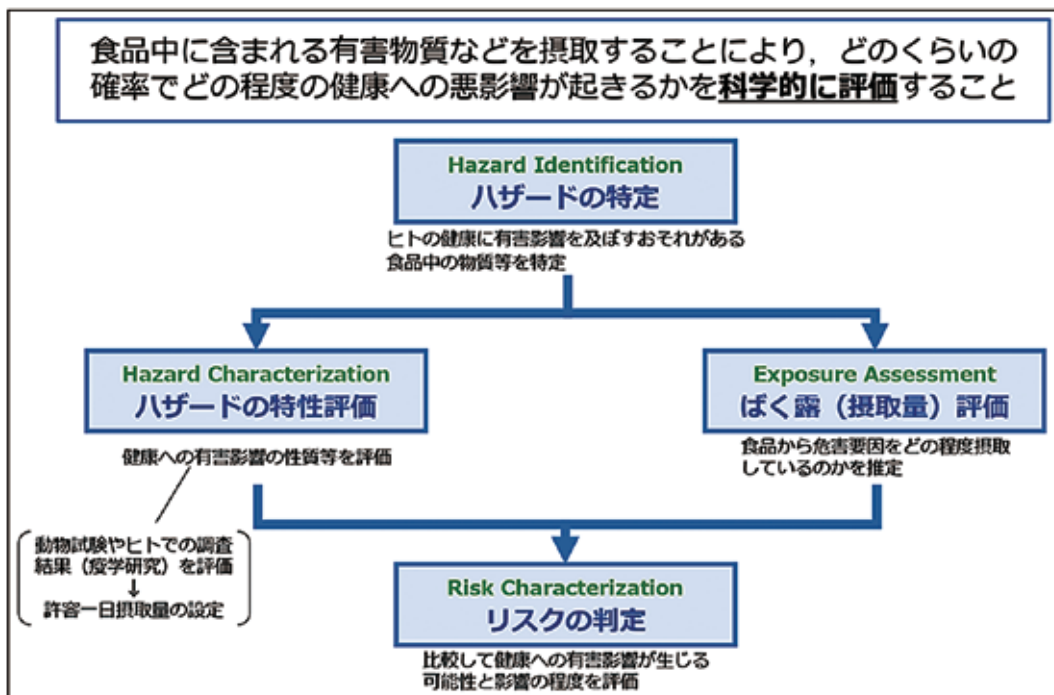 食品中に含まれる有害物質などを摂取することにより，どのくらいの
確率でどの程度の健康への悪影響が起きるかを科学的に評価すること
Hazard Identification
ハザードの特定
ヒトの健康に有害影響を及ぼすおそれがある
食品中の物質等を特定
Hazard Characterization
ハザードの特性評価
健康への有害影響の性質等を評価
動物試験やヒトでの調査
結果（疫学研究）を評価
↓
許容一日摂取量の設定
Exposure Assessment
ばく露（摂取量）評価
食品から危害要因をどの程度摂取
しているのかを推定
Risk Characterization
リスクの判定
比較して健康への有害影響が生じる
可能性と影響の程度を評価